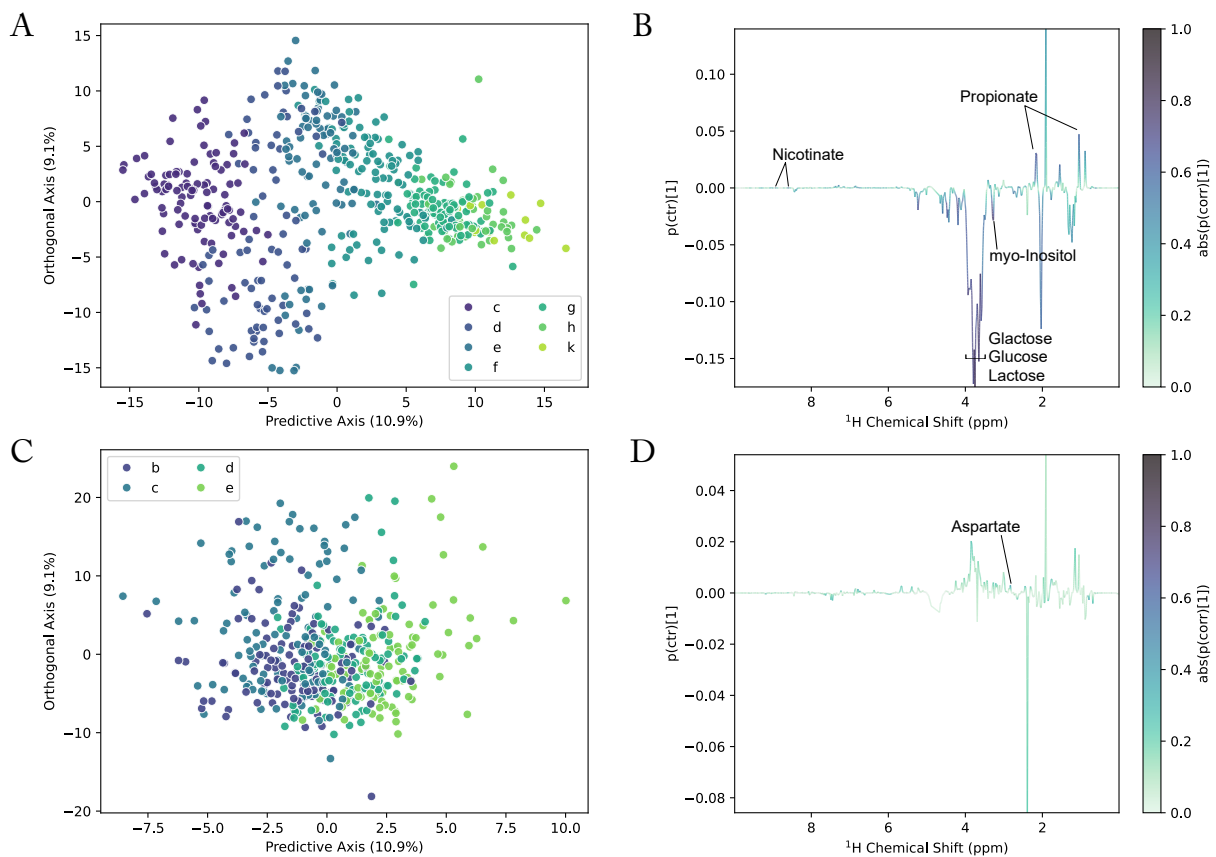 A
15
10
5
0
−5
−10
−15
Orthogonal Axis (9.1%)
c g
d h
e k
f
−15 −10 −5 0 5 10 15
Predictive Axis (10.9%)
B
0.10
0.05
0.00
−0.05
−0.10
−0.15
p(ctr)[1]
Nicotinate
Propionate
myo-Inositol
Glactose
Glucose
Lactose
8 6 4 2
¹H Chemical Shift (ppm)
1.0
0.8
0.6
0.4
0.2
0.0
abs(p(corr)[1])
C
20
10
0
−10
−20
Orthogonal Axis (9.1%)
b d
c e
−7.5 −5.0 −2.5 0.0 2.5 5.0 7.5 10.0
Predictive Axis (10.9%)
D
0.04
0.02
0.00
−0.02
−0.04
−0.06
−0.08
p(ctr)[1]
Aspartate
8 6 4 2
¹H Chemical Shift (ppm)
1.0
0.8
0.6
0.4
0.2
0.0
abs(p(corr)[1])